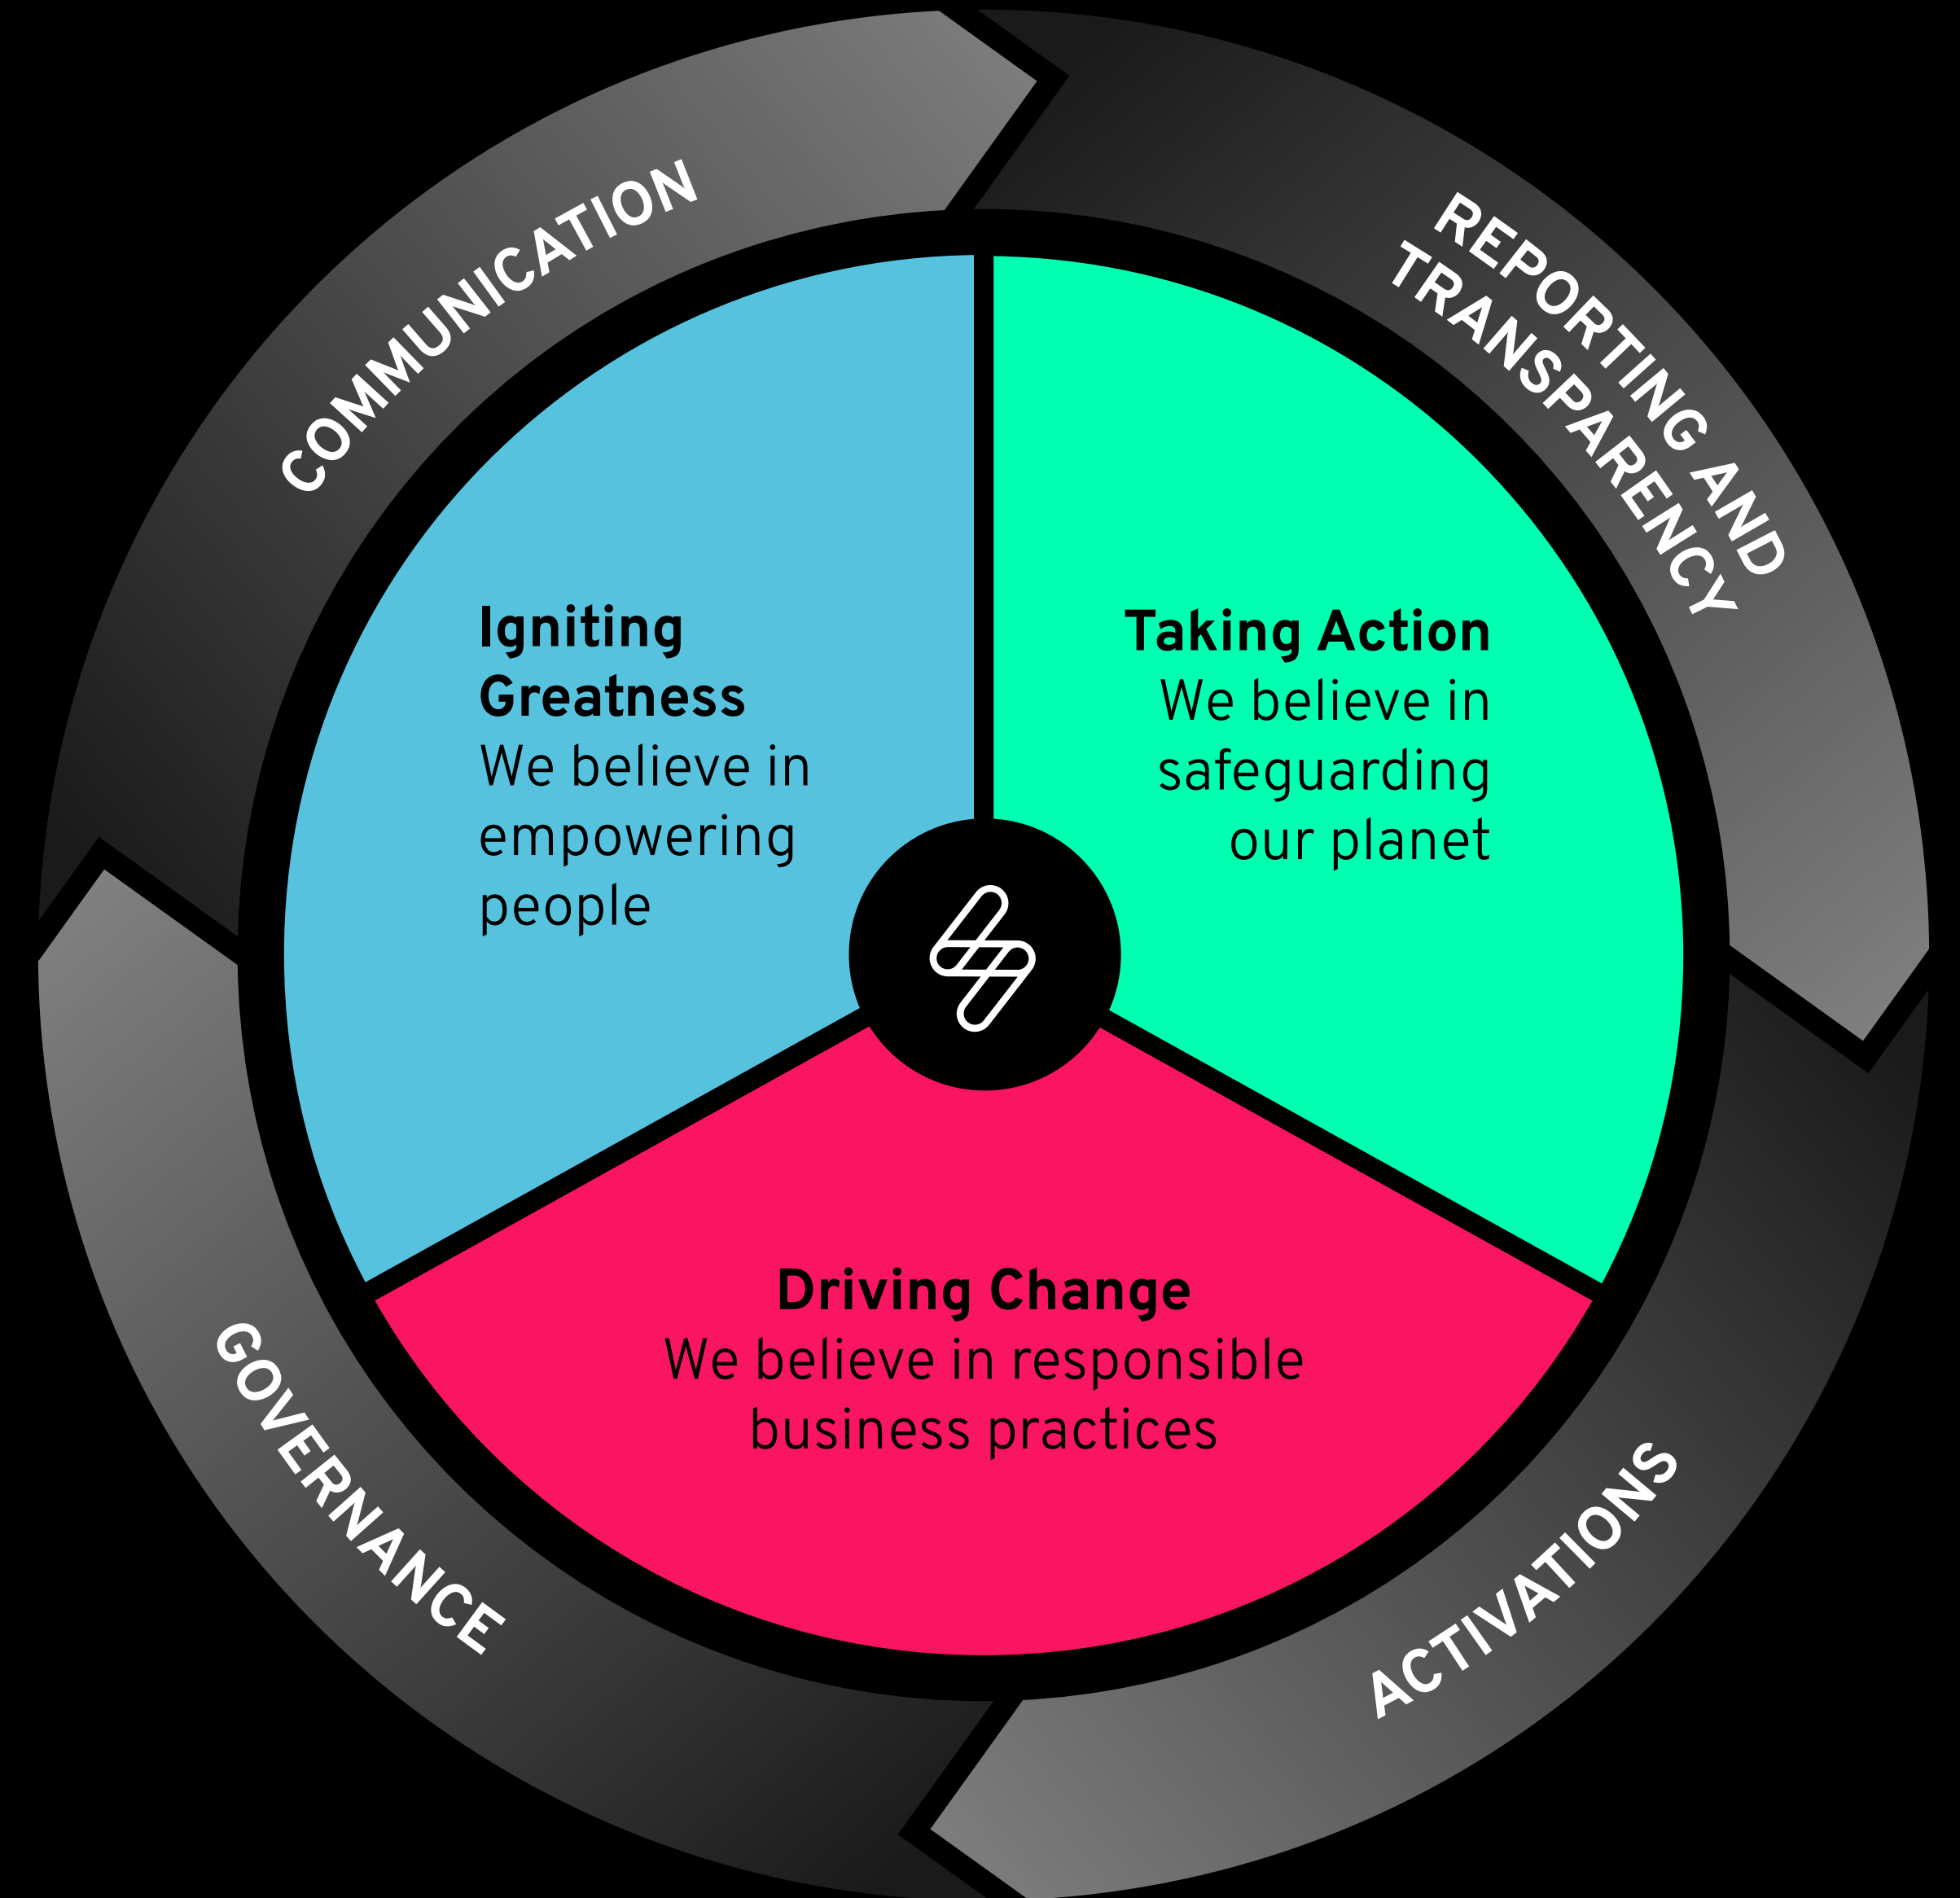 COMMUNICATION
REPORTING AND
TRANSPARENCY
Igniting
Greatness
We believe in
empowering
people
Taking Action
We believe in
safeguarding
our planet
Driving Change
We believe in responsible
business practices
GOVERNANCE
ACTIVATIONS